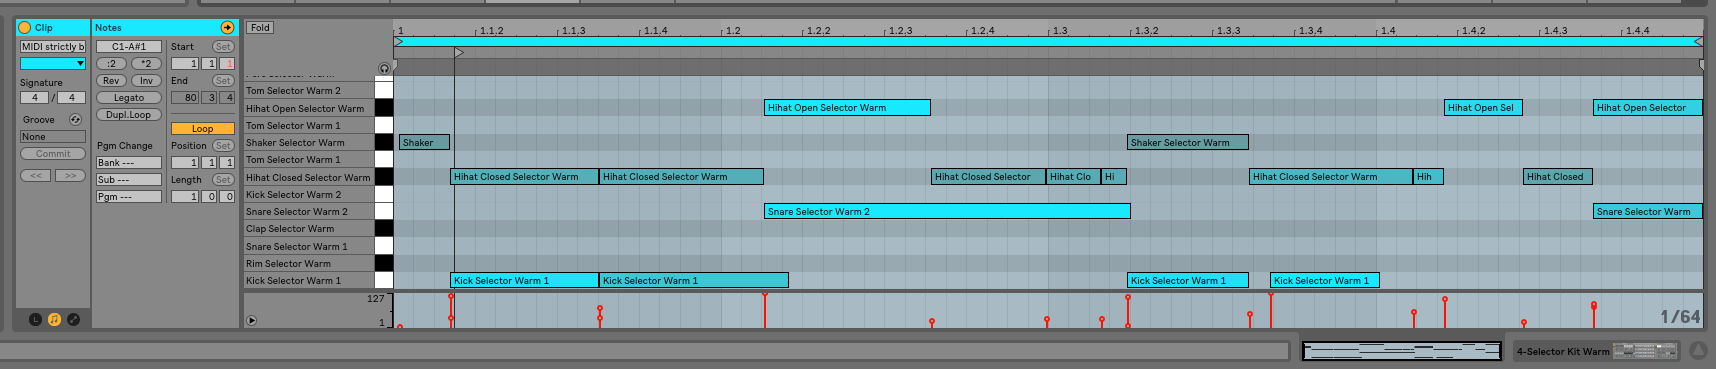 Clip
MIDI strictly b
Signature
4 / 4
Groove
None
Commit
<< >>
Notes
C1-A#1
:2 *2
Rev Inv
Legato
Dupl.Loop
Pgm Change
Bank ---
Sub ---
Pgm ---
Start Set
1 1 1
End Set
80 3 4
Loop
Position Set
1 1 1
Length Set
1 0 0
Fold
1 1.1.2 1.1.3 1.1.4 1.2 1.2.2 1.2.3 1.2.4 1.3 1.3.2 1.3.3 1.3.4 1.4 1.4.2 1.4.3 1.4.4
Tom Selector Warm 2
Hihat Open Selector Warm Hihat Open Selector Warm Hihat Open Sel Hihat Open Selector
Tom Selector Warm 1
Shaker Selector Warm Shaker Shaker Selector Warm
Tom Selector Warm 1
Hihat Closed Selector Warm Hihat Closed Selector Warm Hihat Closed Selector Warm Hihat Closed Selector Hihat Clo Hi Hihat Closed Selector Warm Hih Hihat Closed
Kick Selector Warm 2
Snare Selector Warm 2 Snare Selector Warm 2 Snare Selector Warm
Clap Selector Warm
Snare Selector Warm 1
Rim Selector Warm
Kick Selector Warm 1 Kick Selector Warm 1 Kick Selector Warm 1 Kick Selector Warm 1 Kick Selector Warm 1
127
1
1/64
4-Selector Kit Warm